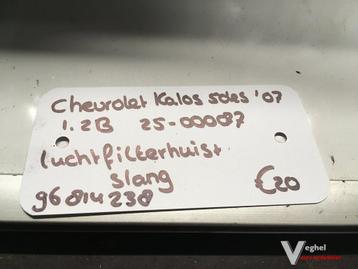 Chevrolet Kalos 5drs '07
1.2B 25-00087
luchtfilterhuis+
slang
96814238
€20
Veghel